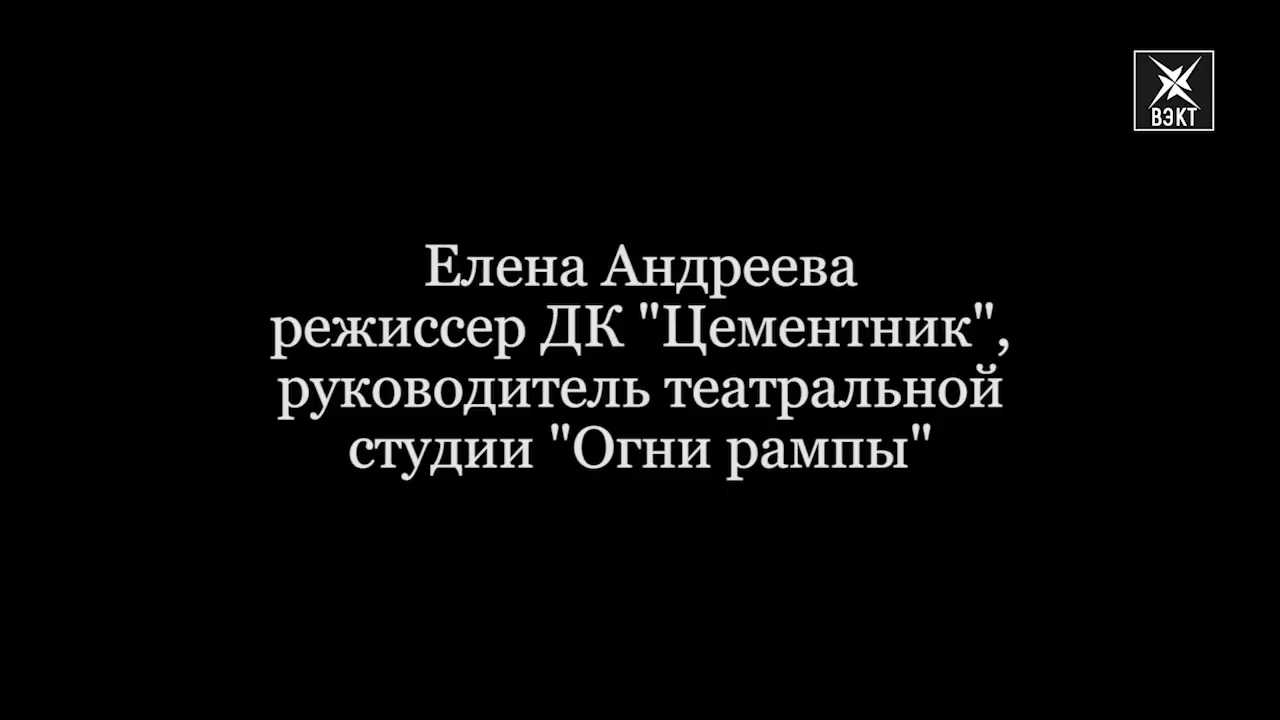 ВЭКТ
Елена Андреева
режиссер ДК "Цементник",
руководитель театральной
студии "Огни рампы"